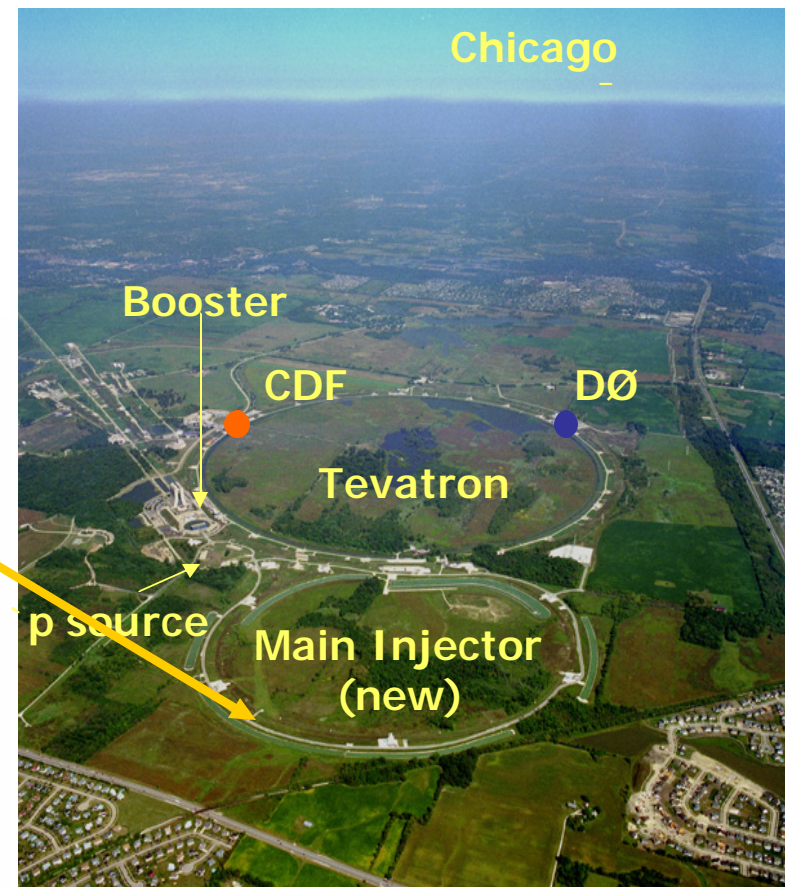 Chicago
Booster
CDF
DØ
Tevatron
p source
Main Injector
(new)